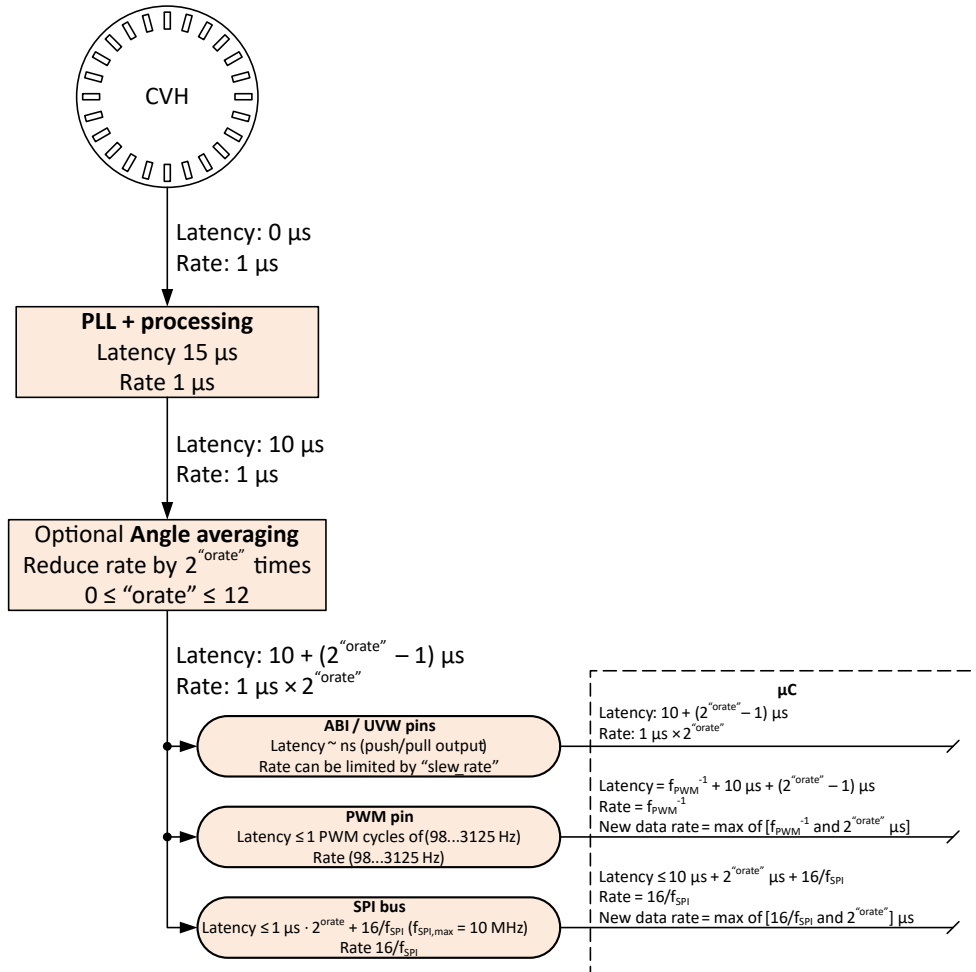 CVH
Latency: 0 µs
Rate: 1 µs
PLL + processing
Latency 15 µs
Rate 1 µs
Latency: 10 µs
Rate: 1 µs
Optional Angle averaging
Reduce rate by 2^“orate” times
0 ≤ “orate” ≤ 12
Latency: 10 + (2^“orate” – 1) µs
Rate: 1 µs × 2^“orate”
ABI / UVW pins
Latency ~ ns (push/pull output)
Rate can be limited by “slew_rate”
PWM pin
Latency ≤ 1 PWM cycles of (98...3125 Hz)
Rate (98...3125 Hz)
SPI bus
Latency ≤ 1 µs · 2^orate + 16/f_SPI (f_SPI,max = 10 MHz)
Rate 16/f_SPI
µC
Latency: 10 + (2^“orate” – 1) µs
Rate: 1 µs × 2^“orate”
Latency = f_PWM^-1 + 10 µs + (2^“orate” – 1) µs
Rate = f_PWM^-1
New data rate = max of [f_PWM^-1 and 2^“orate” µs]
Latency ≤ 10 µs + 2^“orate” µs + 16/f_SPI
Rate = 16/f_SPI
New data rate = max of [16/f_SPI and 2^“orate”] µs